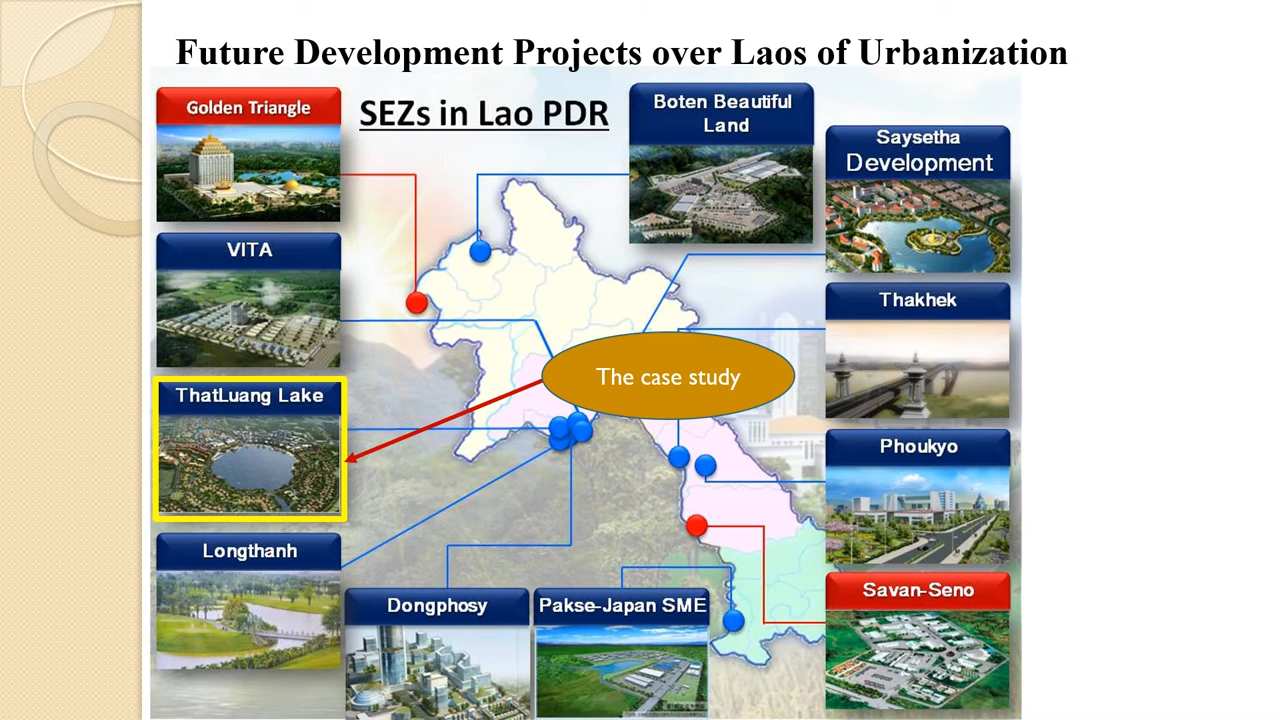 Future Development Projects over Laos of Urbanization
SEZs in Lao PDR
Golden Triangle
Boten Beautiful
Land
Saysetha
Development
VITA
Thakhek
The case study
ThatLuang Lake
Phoukyo
Longthanh
Dongphosy
Pakse-Japan SME
Savan-Seno